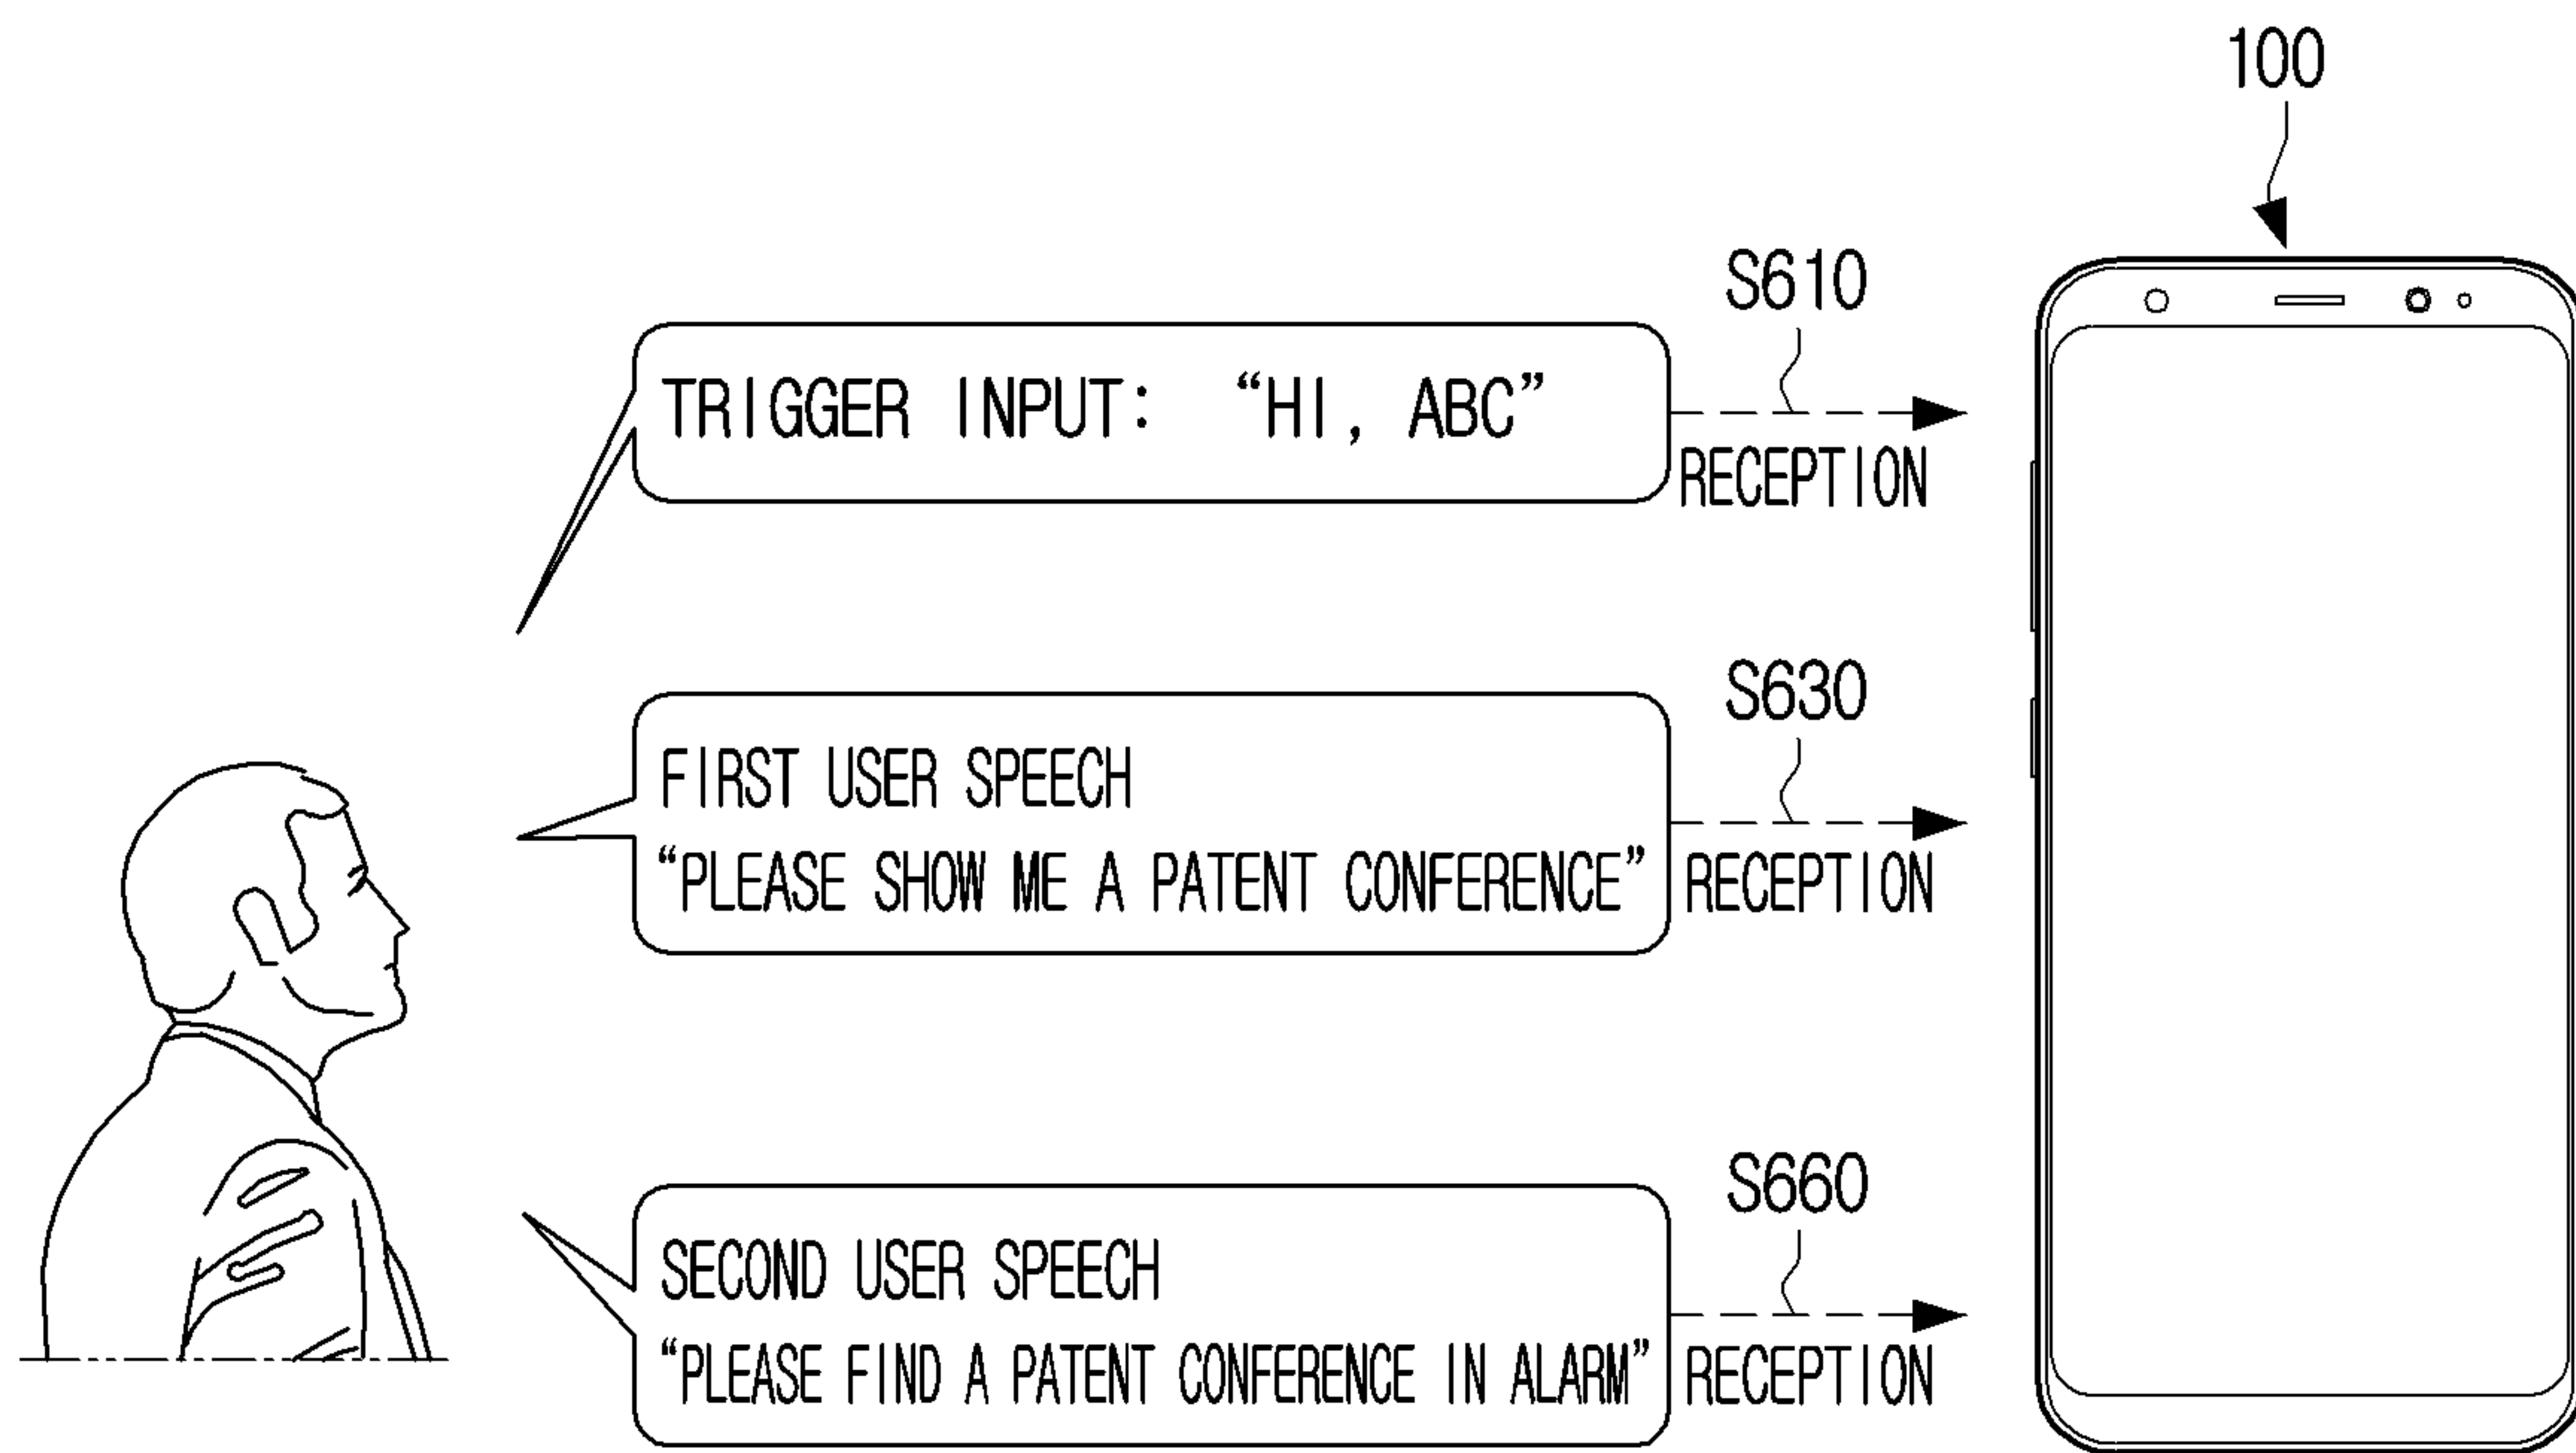 100
S610
TRIGGER INPUT: “HI, ABC”
RECEPTION
S630
FIRST USER SPEECH
“PLEASE SHOW ME A PATENT CONFERENCE”
RECEPTION
S660
SECOND USER SPEECH
“PLEASE FIND A PATENT CONFERENCE IN ALARM”
RECEPTION